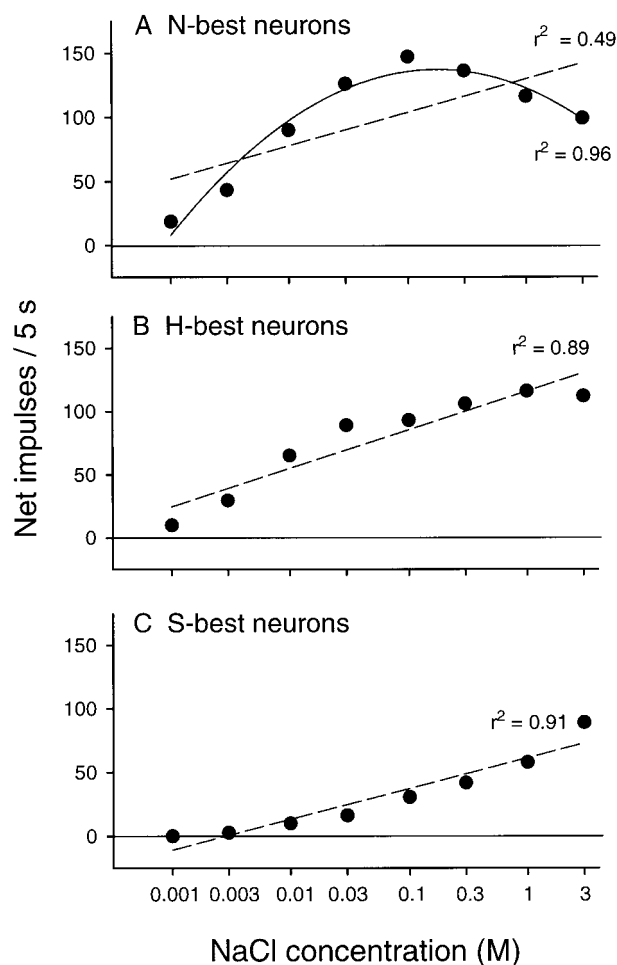 A N-best neurons
r² = 0.49
150
100
r² = 0.96
50
0
B H-best neurons
r² = 0.89
150
100
50
0
C S-best neurons
150
100
r² = 0.91
50
0
0.001 0.003 0.01 0.03 0.1 0.3 1 3
NaCl concentration (M)
Net impulses / 5 s